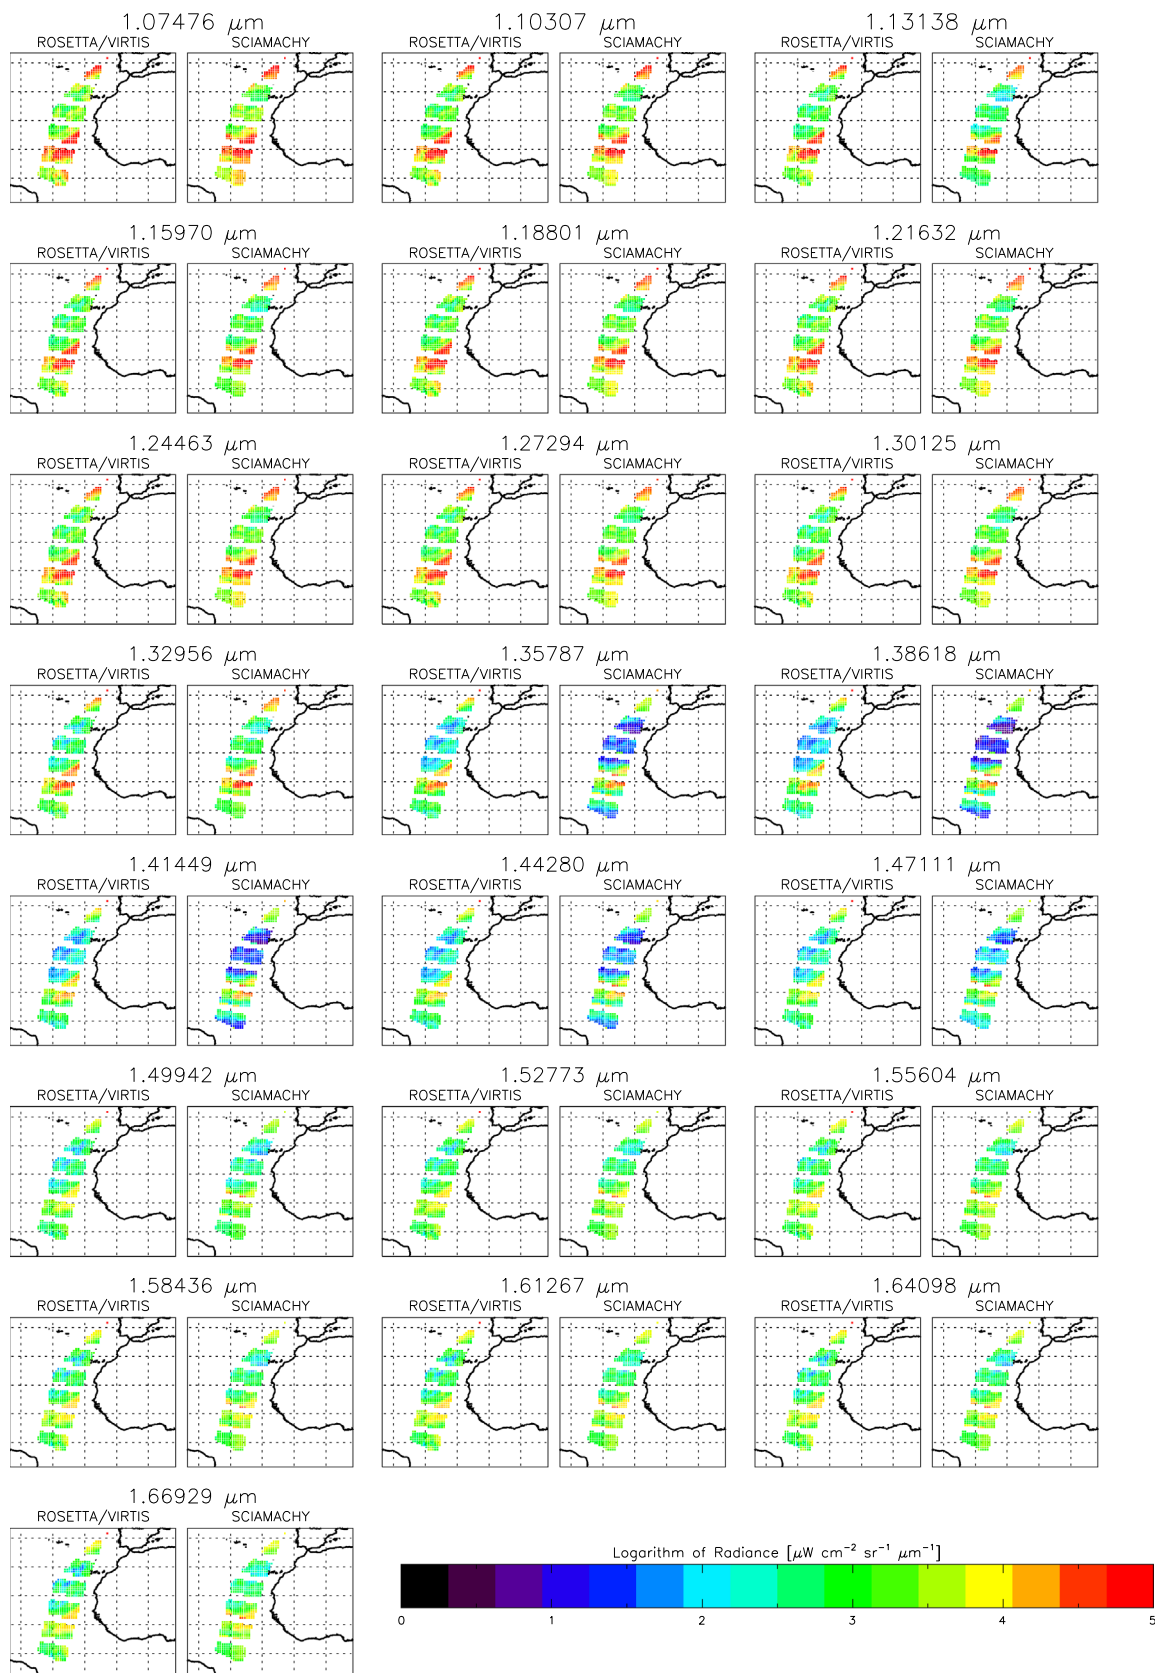 1.07476 μm 1.10307 μm 1.13138 μm
ROSETTA/VIRTIS SCIAMACHY ROSETTA/VIRTIS SCIAMACHY ROSETTA/VIRTIS SCIAMACHY
1.15970 μm 1.18801 μm 1.21632 μm
ROSETTA/VIRTIS SCIAMACHY ROSETTA/VIRTIS SCIAMACHY ROSETTA/VIRTIS SCIAMACHY
1.24463 μm 1.27294 μm 1.30125 μm
ROSETTA/VIRTIS SCIAMACHY ROSETTA/VIRTIS SCIAMACHY ROSETTA/VIRTIS SCIAMACHY
1.32956 μm 1.35787 μm 1.38618 μm
ROSETTA/VIRTIS SCIAMACHY ROSETTA/VIRTIS SCIAMACHY ROSETTA/VIRTIS SCIAMACHY
1.41449 μm 1.44280 μm 1.47111 μm
ROSETTA/VIRTIS SCIAMACHY ROSETTA/VIRTIS SCIAMACHY ROSETTA/VIRTIS SCIAMACHY
1.49942 μm 1.52773 μm 1.55604 μm
ROSETTA/VIRTIS SCIAMACHY ROSETTA/VIRTIS SCIAMACHY ROSETTA/VIRTIS SCIAMACHY
1.58436 μm 1.61267 μm 1.64098 μm
ROSETTA/VIRTIS SCIAMACHY ROSETTA/VIRTIS SCIAMACHY ROSETTA/VIRTIS SCIAMACHY
1.66929 μm
ROSETTA/VIRTIS SCIAMACHY
Logarithm of Radiance [μW cm⁻² sr⁻¹ μm⁻¹]
0 1 2 3 4 5